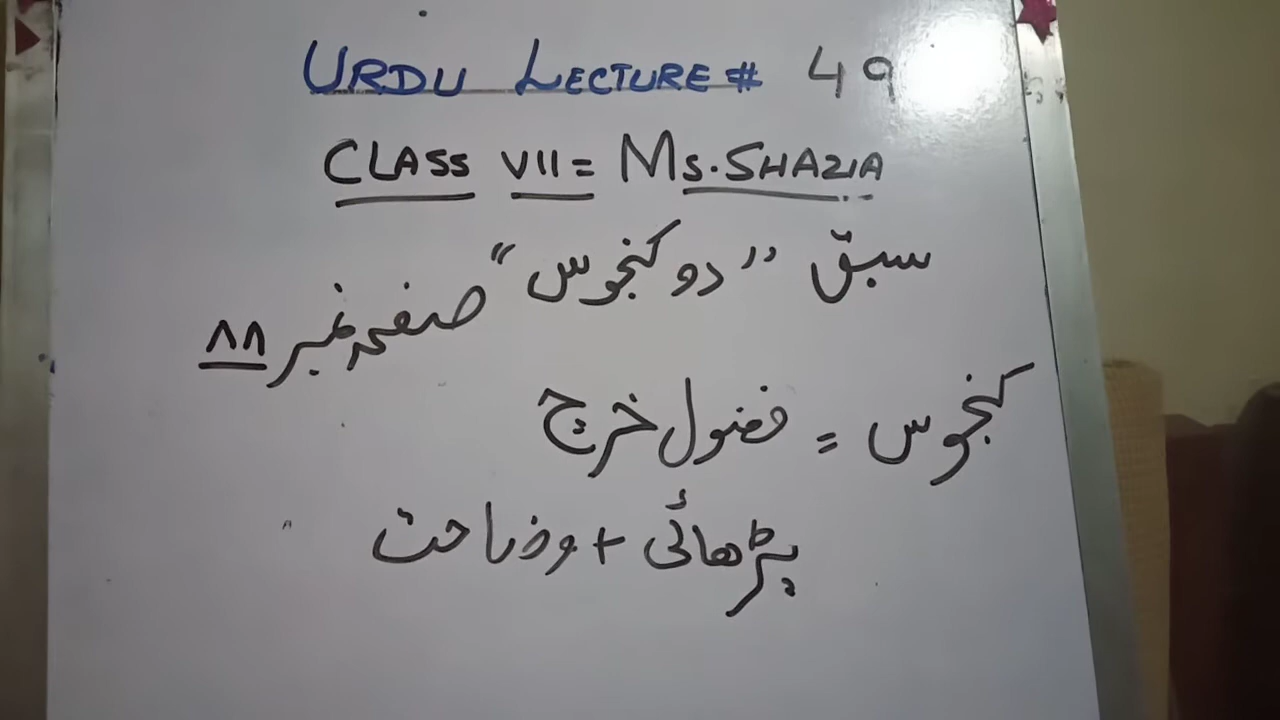 URDU LECTURE # 49
CLASS VII = Ms. SHAZIA
سبق "دو کنجوس" صفحہ نمبر ۸۸
کنجوس = فضول خرچ
پڑھائی + وضاحت